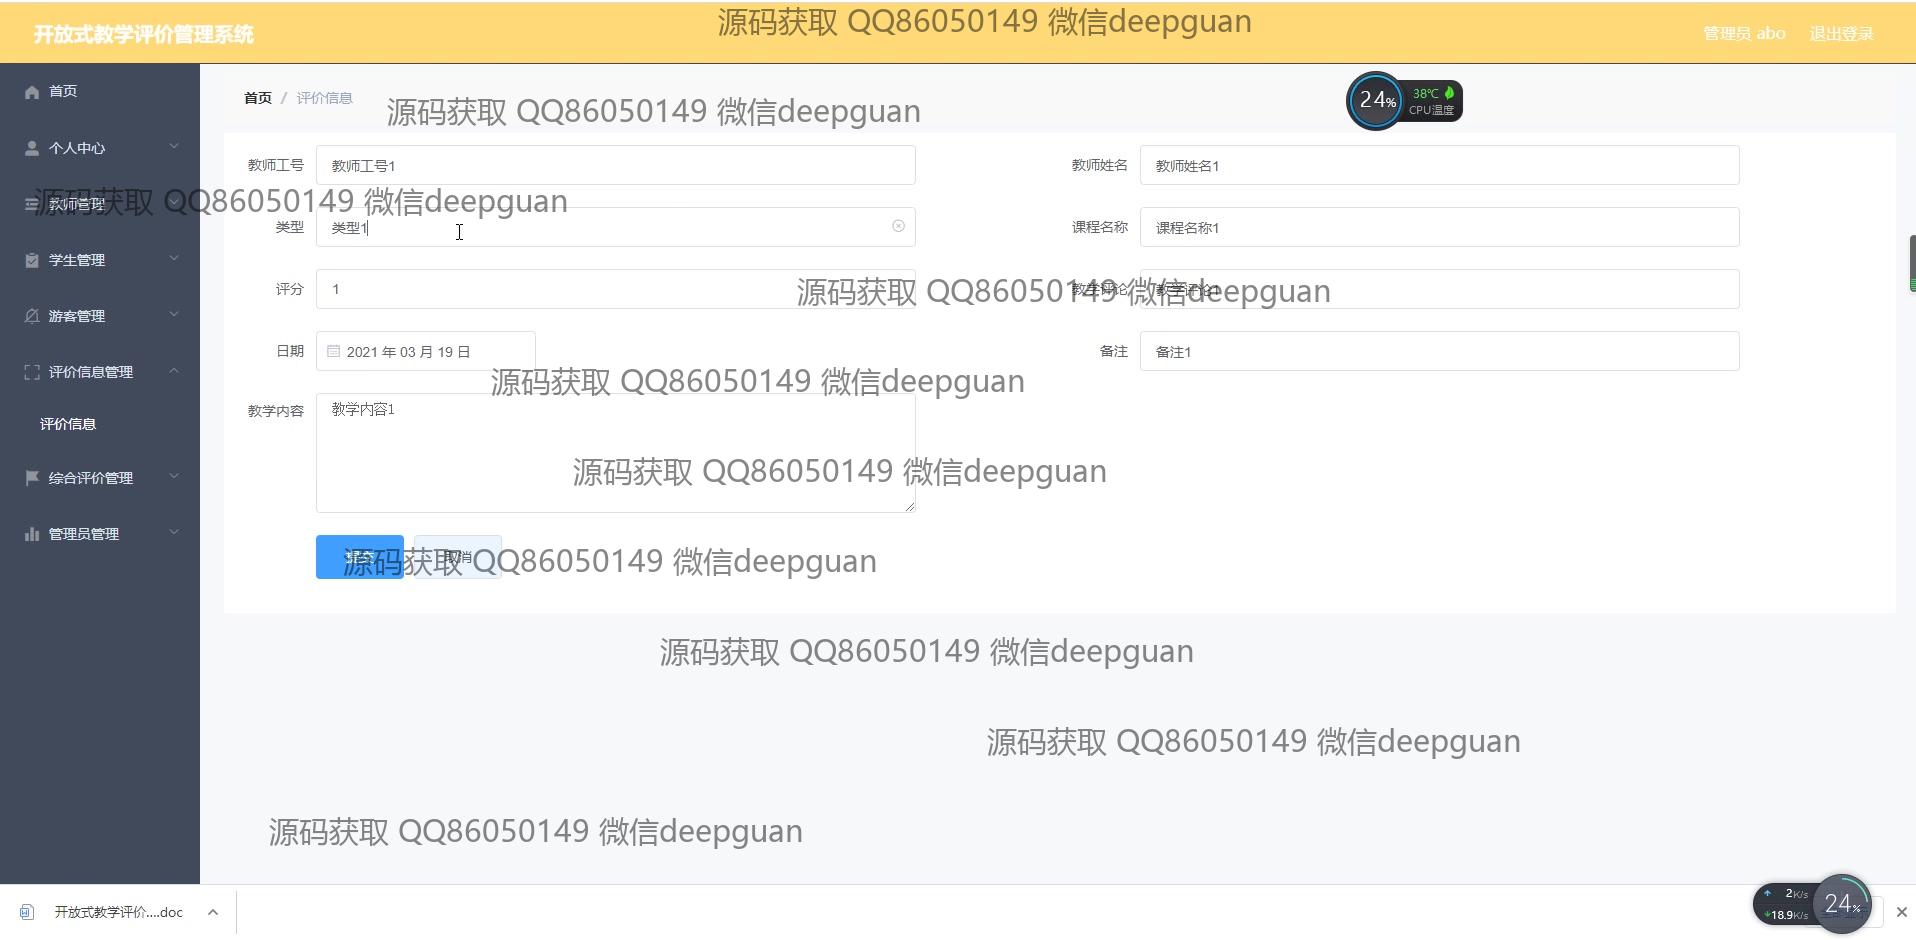 源码获取 QQ86050149 微信deepguan
开放式教学评价管理系统
管理员 abo
退出登录
首页
首页 / 评价信息
源码获取 QQ86050149 微信deepguan
24%
38℃
CPU温度
个人中心
教师工号
教师工号1
教师姓名
教师姓名1
教师管理
源码获取 QQ86050149 微信deepguan
类型
类型1
课程名称
课程名称1
学生管理
评分
1
教学评论
教学评论1
源码获取 QQ86050149 微信deepguan
游客管理
日期
2021 年 03 月 19 日
备注
备注1
评价信息管理
源码获取 QQ86050149 微信deepguan
教学内容
教学内容1
评价信息
综合评价管理
源码获取 QQ86050149 微信deepguan
管理员管理
提交
取消
源码获取 QQ86050149 微信deepguan
源码获取 QQ86050149 微信deepguan
源码获取 QQ86050149 微信deepguan
源码获取 QQ86050149 微信deepguan
开放式教学评价....doc
2K/s
18.9K/s
24%